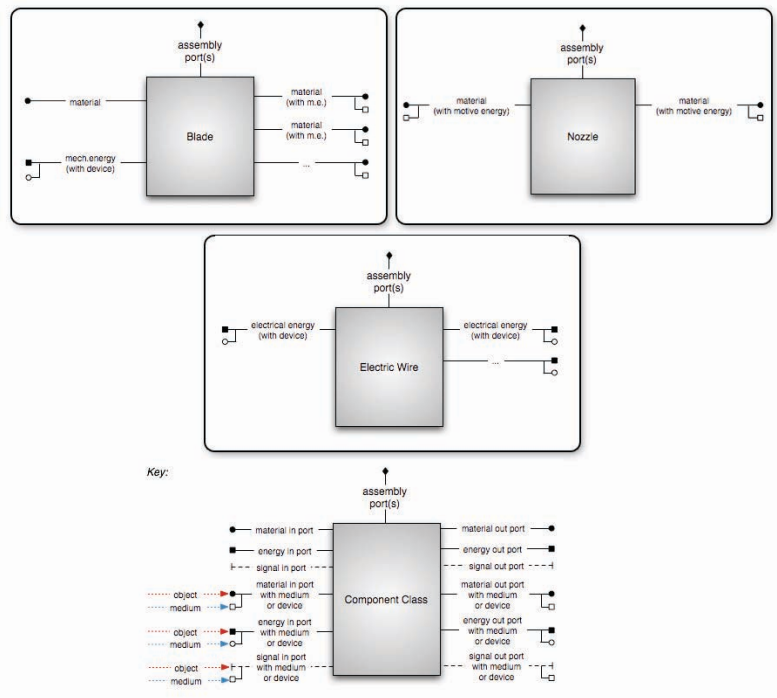 assembly
port(s)
material
Blade
material
(with m.e.)
material
(with m.e.)
mech.energy
(with device)
...
assembly
port(s)
material
(with motive energy)
Nozzle
material
(with motive energy)
assembly
port(s)
electrical energy
(with device)
Electric Wire
electrical energy
(with device)
...
Key:
assembly
port(s)
material in port
energy in port
signal in port
object
medium
material in port
with medium
or device
object
medium
energy in port
with medium
or device
object
medium
signal in port
with medium
or device
Component Class
material out port
energy out port
signal out port
material out port
with medium
or device
energy out port
with medium
or device
signal out port
with medium
or device